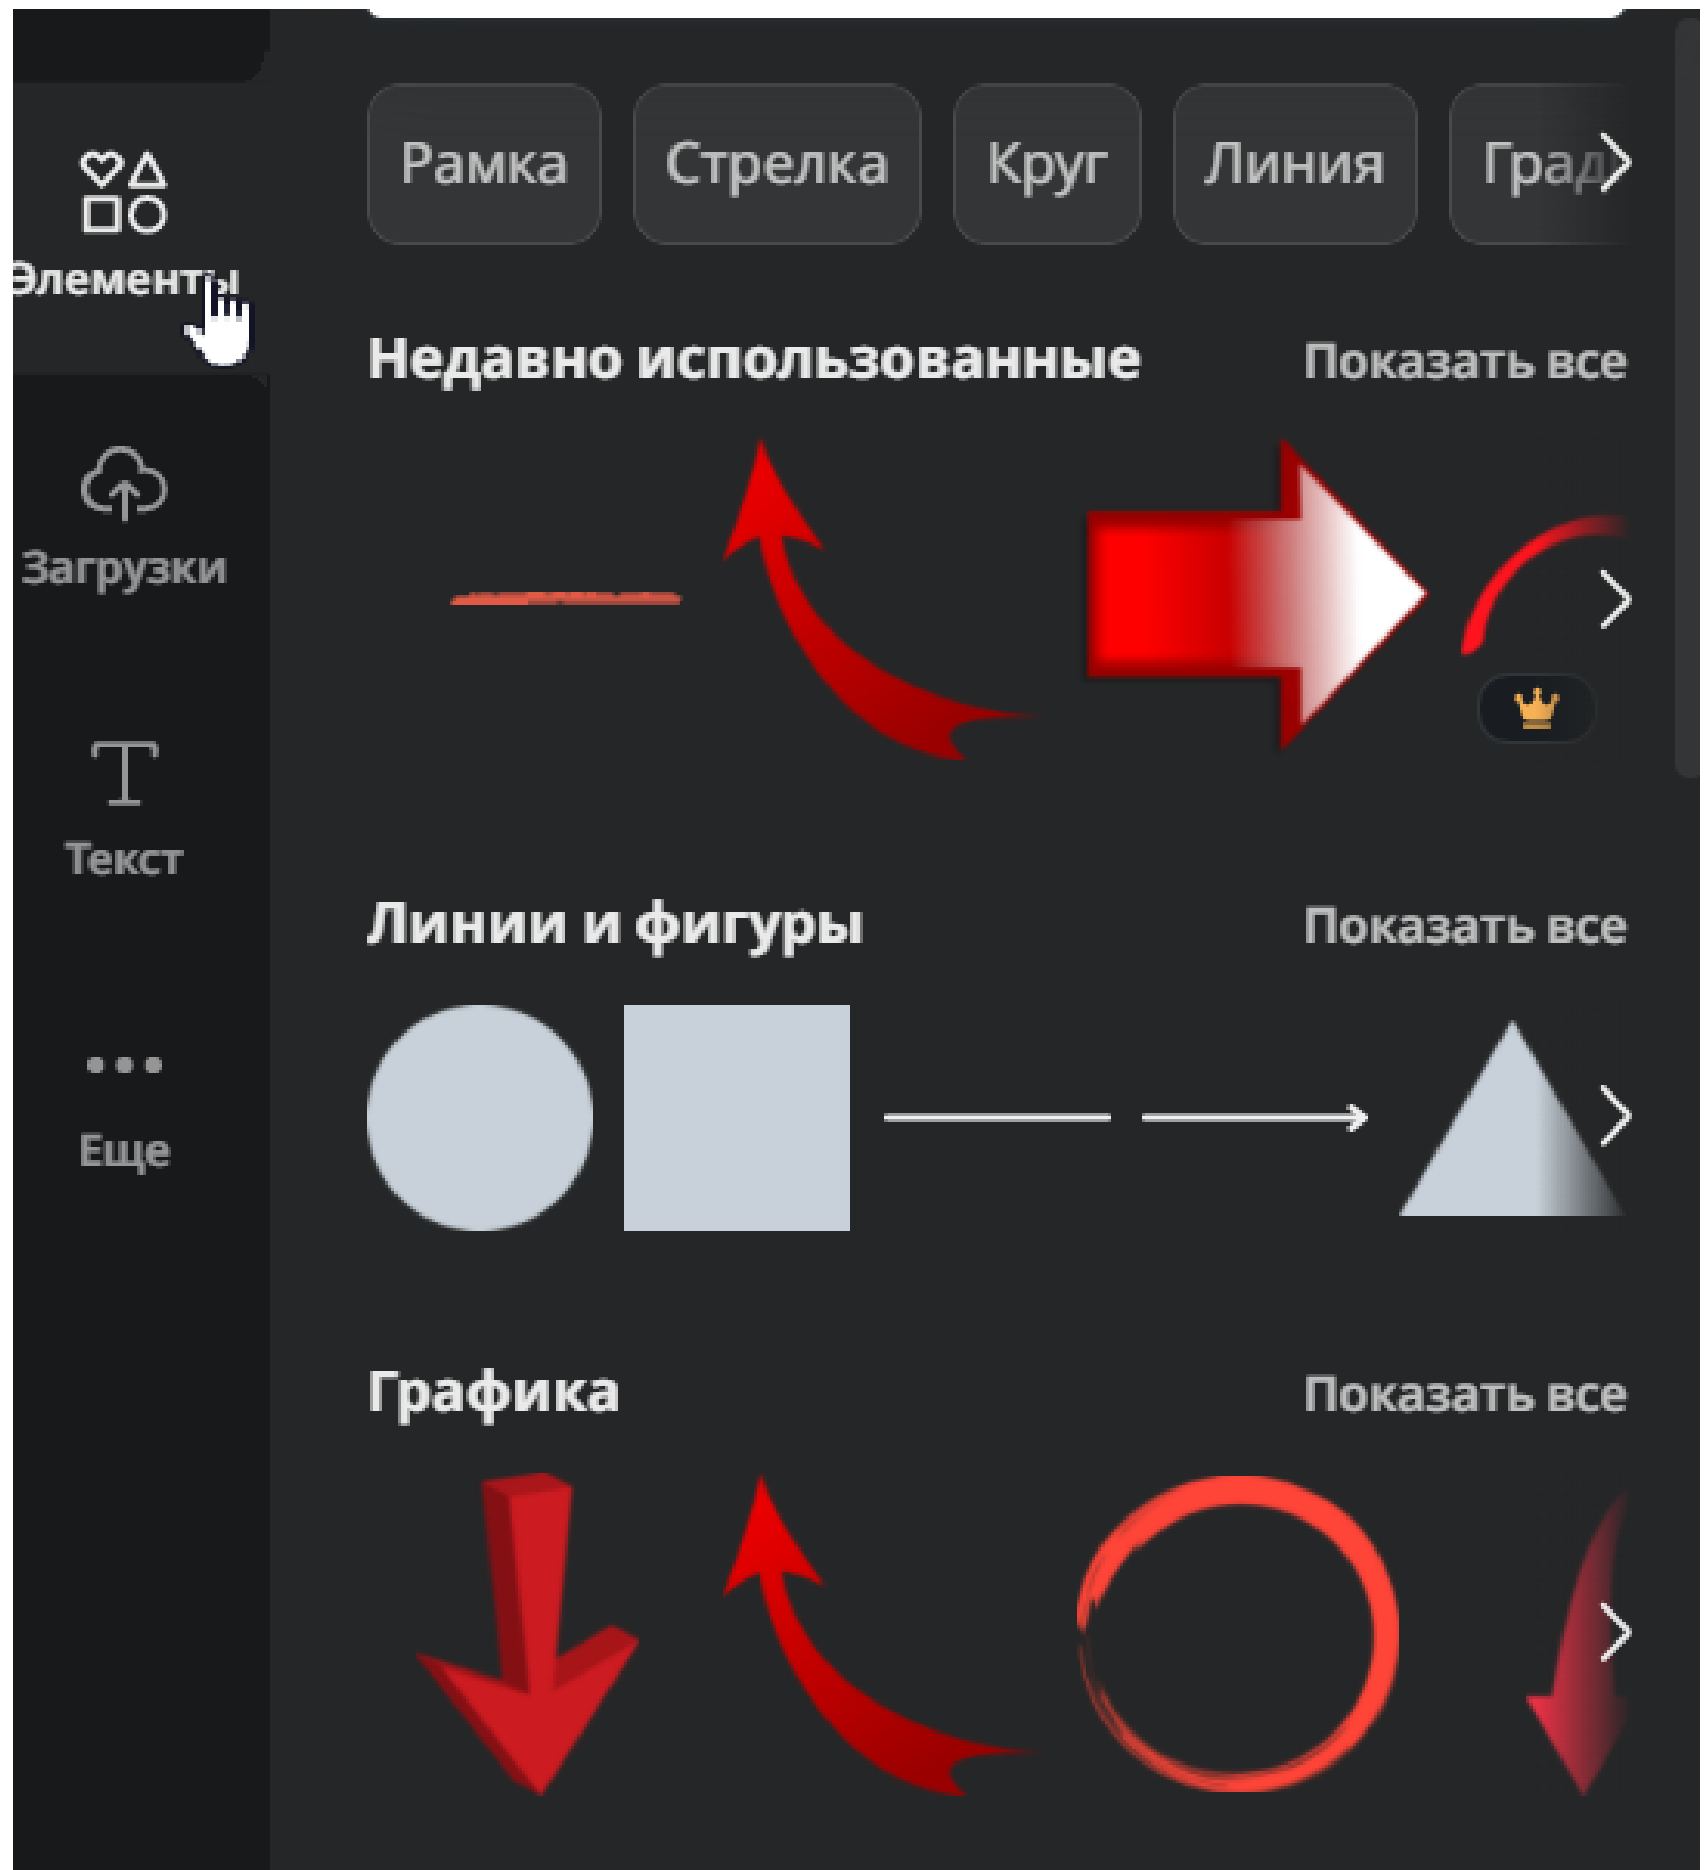 Рамка
Стрелка
Круг
Линия
Град
Элементы
Недавно использованные
Показать все
Загрузки
Текст
Линии и фигуры
Показать все
Еще
Графика
Показать все